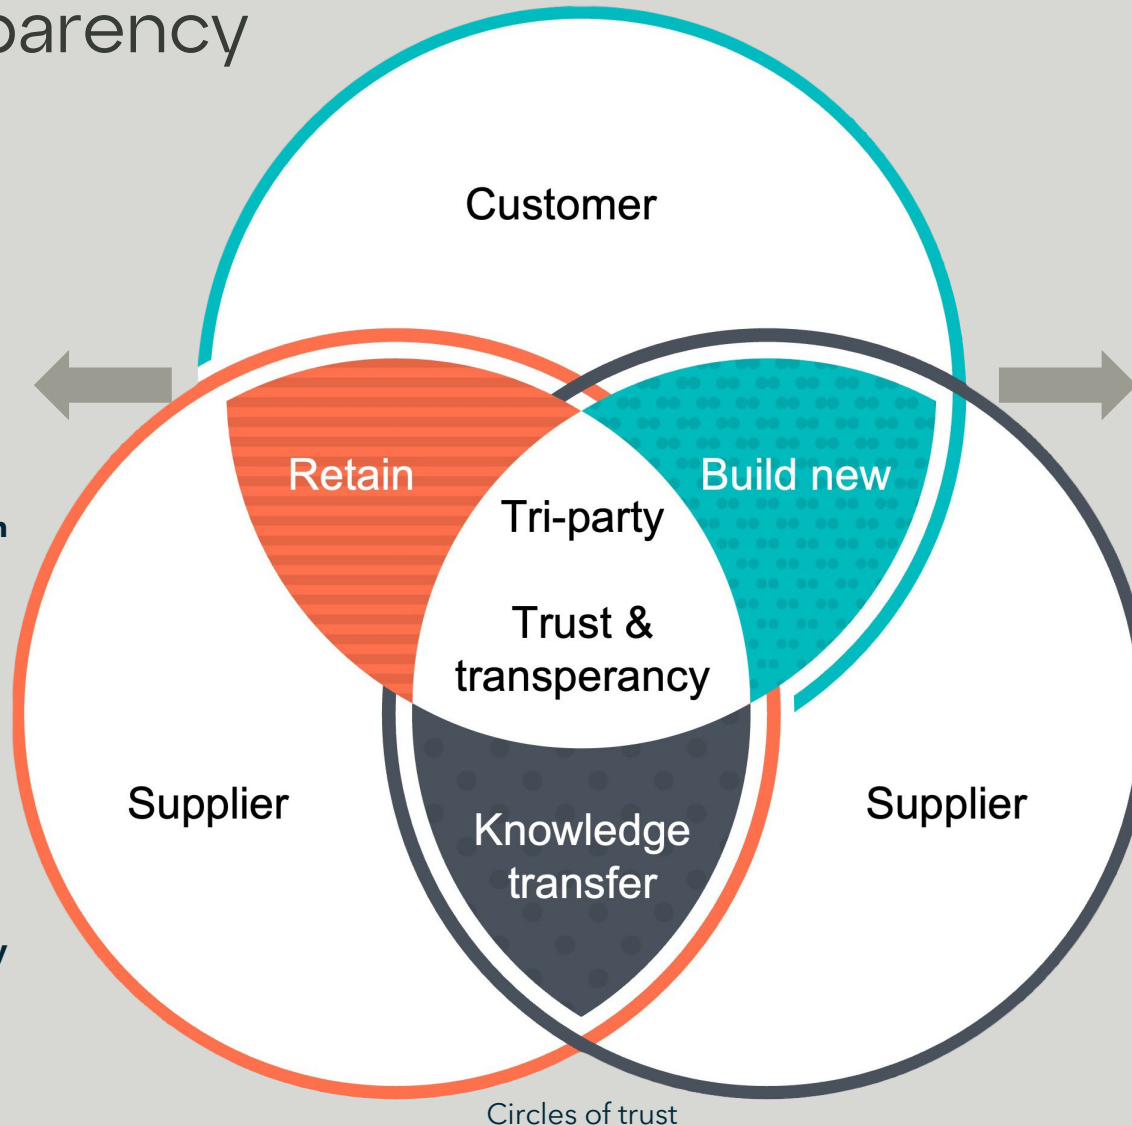 parency
Customer
Retain
Build new
Tri-party
Trust &
transperancy
Supplier
Supplier
Knowledge
transfer
Circles of trust